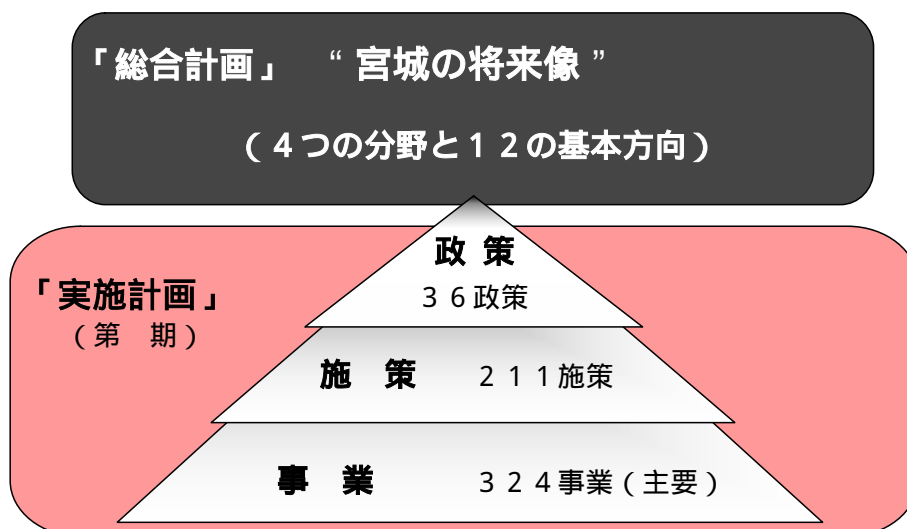 「総合計画」 “宮城の将来像”
（４つの分野と１２の基本方向）
政 策
３６政策
「実施計画」
（第　期）
施　策　　２１１施策
事　業　　３２４事業（主要）